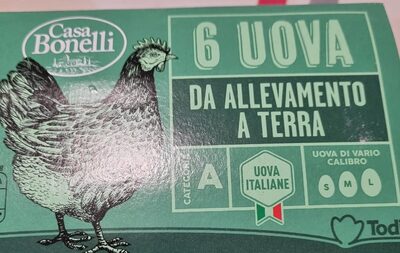 Casa
Bonelli
6 UOVA
DA ALLEVAMENTO
A TERRA
CATEGORIA
A
UOVA
ITALIANE
UOVA DI VARIO
CALIBRO
S M L
Tod